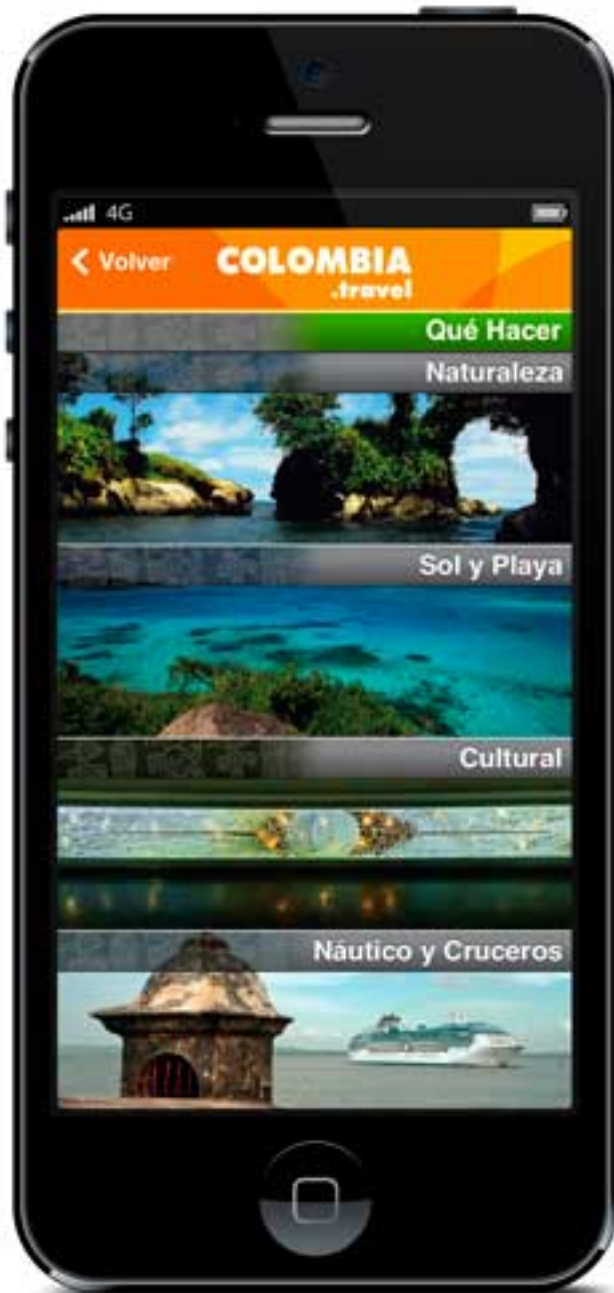 4G
Volver
COLOMBIA
.travel
Qué Hacer
Naturaleza
Sol y Playa
Cultural
Náutico y Cruceros